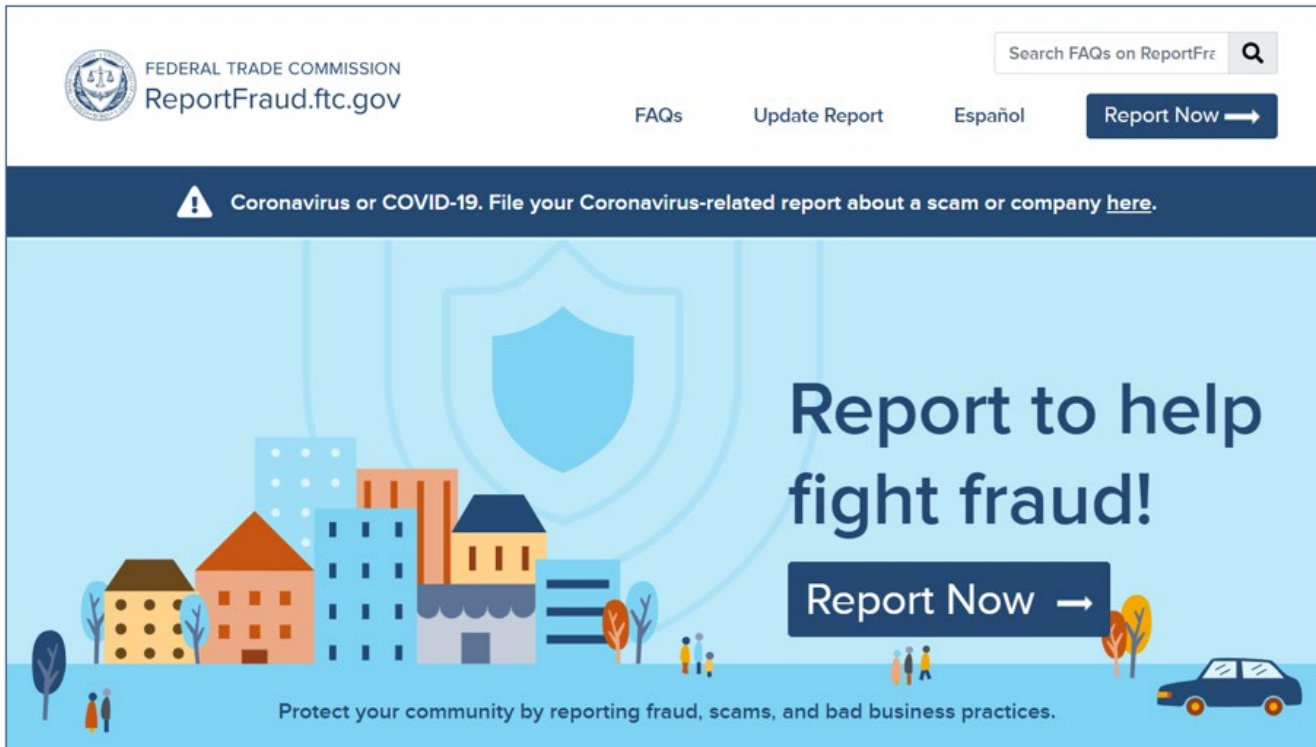 FEDERAL TRADE COMMISSION
ReportFraud.ftc.gov
Search FAQs on ReportFra
FAQs
Update Report
Español
Report Now
Coronavirus or COVID-19. File your Coronavirus-related report about a scam or company here.
Report to help
fight fraud!
Report Now
Protect your community by reporting fraud, scams, and bad business practices.